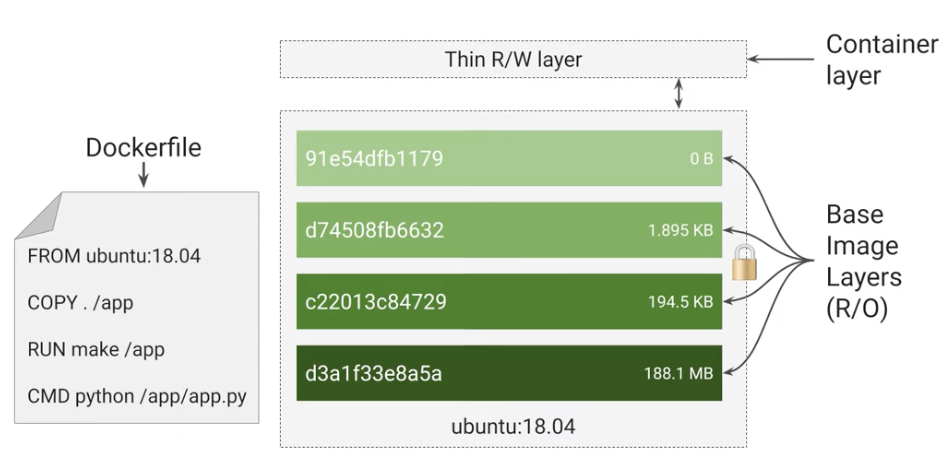 Thin R/W layer
Container
layer
Dockerfile
FROM ubuntu:18.04
COPY . /app
RUN make /app
CMD python /app/app.py
91e54dfb1179 0 B
d74508fb6632 1.895 KB
c22013c84729 194.5 KB
d3a1f33e8a5a 188.1 MB
ubuntu:18.04
Base
Image
Layers
(R/O)